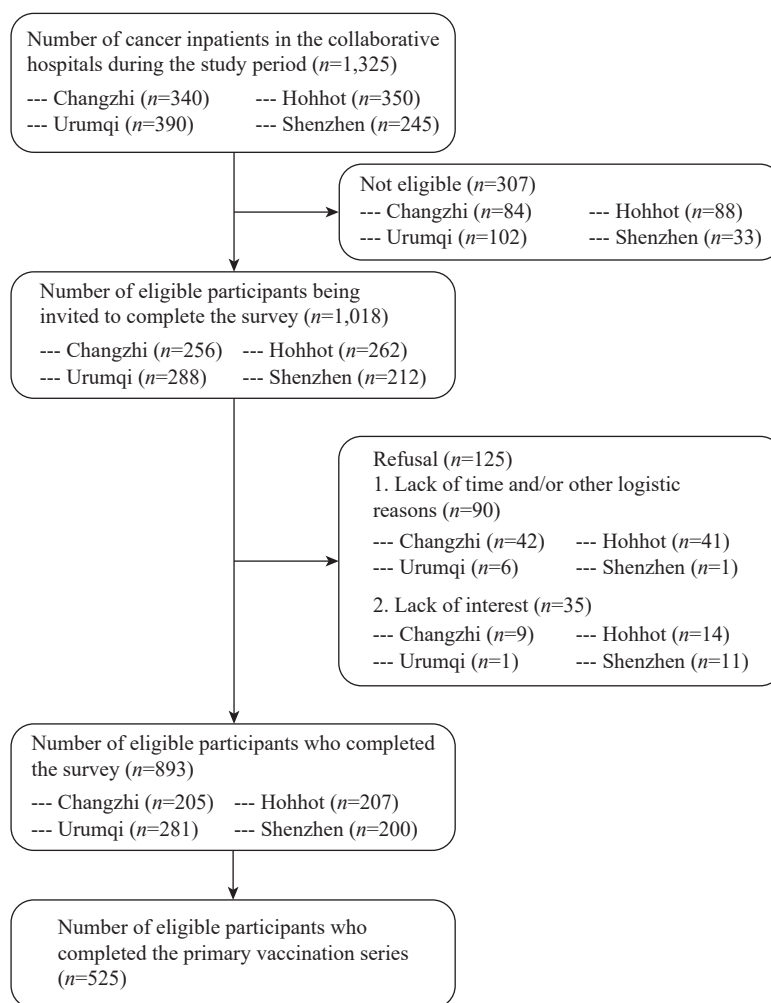 Number of cancer inpatients in the collaborative
hospitals during the study period (n=1,325)
--- Changzhi (n=340) --- Hohhot (n=350)
--- Urumqi (n=390) --- Shenzhen (n=245)
Not eligible (n=307)
--- Changzhi (n=84) --- Hohhot (n=88)
--- Urumqi (n=102) --- Shenzhen (n=33)
Number of eligible participants being
invited to complete the survey (n=1,018)
--- Changzhi (n=256) --- Hohhot (n=262)
--- Urumqi (n=288) --- Shenzhen (n=212)
Refusal (n=125)
1. Lack of time and/or other logistic
reasons (n=90)
--- Changzhi (n=42) --- Hohhot (n=41)
--- Urumqi (n=6) --- Shenzhen (n=1)
2. Lack of interest (n=35)
--- Changzhi (n=9) --- Hohhot (n=14)
--- Urumqi (n=1) --- Shenzhen (n=11)
Number of eligible participants who completed
the survey (n=893)
--- Changzhi (n=205) --- Hohhot (n=207)
--- Urumqi (n=281) --- Shenzhen (n=200)
Number of eligible participants who
completed the primary vaccination series
(n=525)